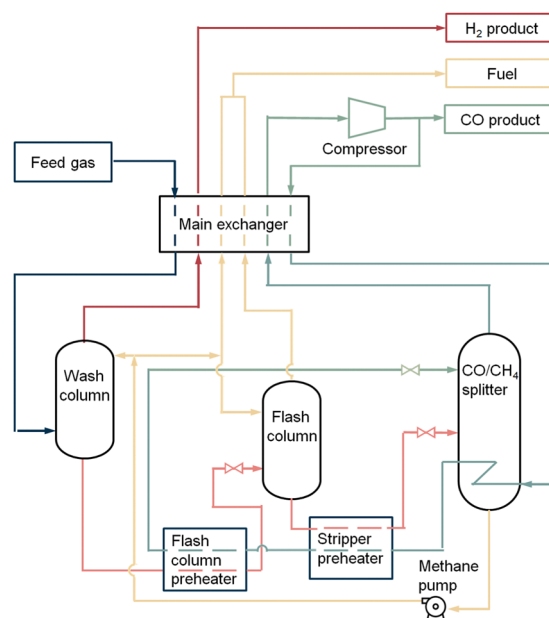 H₂ product
Fuel
CO product
Compressor
Feed gas
Main exchanger
Wash
column
Flash
column
CO/CH₄
splitter
Flash
column
preheater
Stripper
preheater
Methane
pump